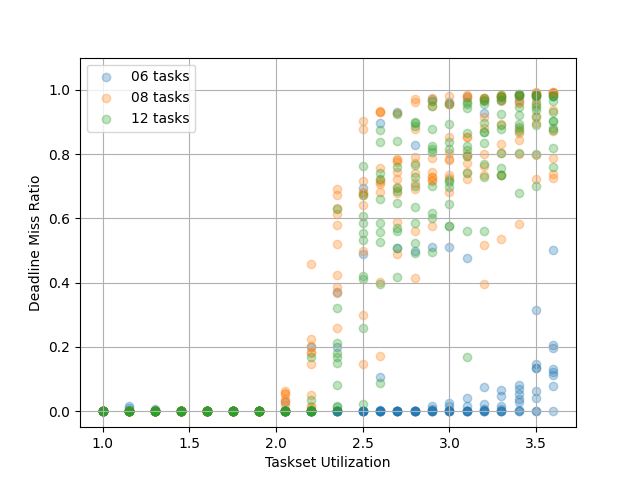 06 tasks
08 tasks
12 tasks
Deadline Miss Ratio
1.0
0.8
0.6
0.4
0.2
0.0
1.0 1.5 2.0 2.5 3.0 3.5
Taskset Utilization